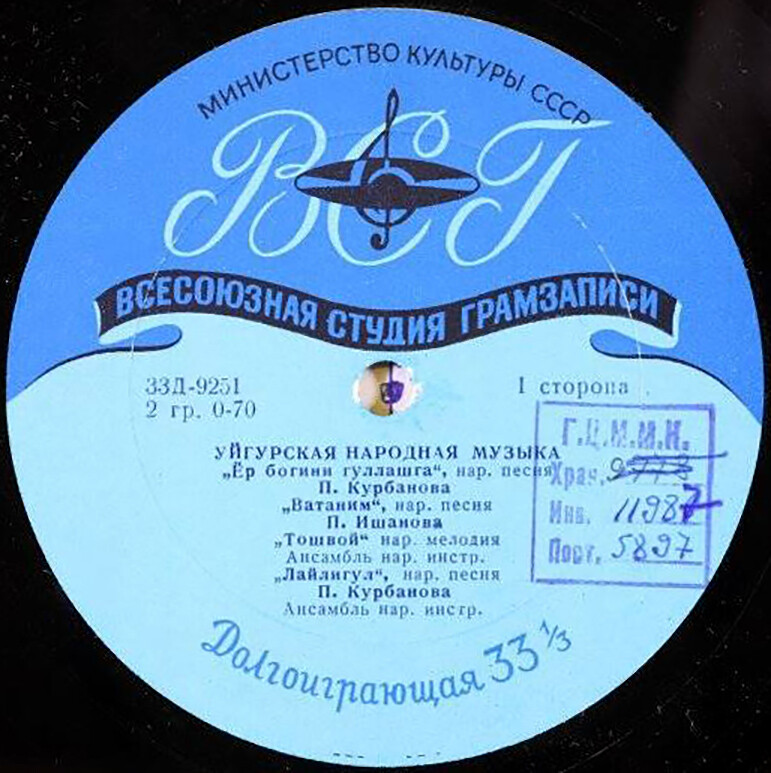 МИНИСТЕРСТВО КУЛЬТУРЫ СССР
ВСГ
ВСЕСОЮЗНАЯ СТУДИЯ ГРАМЗАПИСИ
33Д-9251
2 гр. 0-70
I сторона
УЙГУРСКАЯ НАРОДНАЯ МУЗЫКА
„Ёр богини гуллашга“, нар. песня
П. Курбанова
„Ватаним“, нар. песня
П. Ишанова
„Тошвой“ нар. мелодия
Ансамбль нар. инстр.
„Лайлигул“, нар. песня
П. Курбанова
Ансамбль нар. инстр.
Г.Ц.М.М.К.
Хран.
Инв. 11987
Пост. 5897
Долгоиграющая 33 1/3